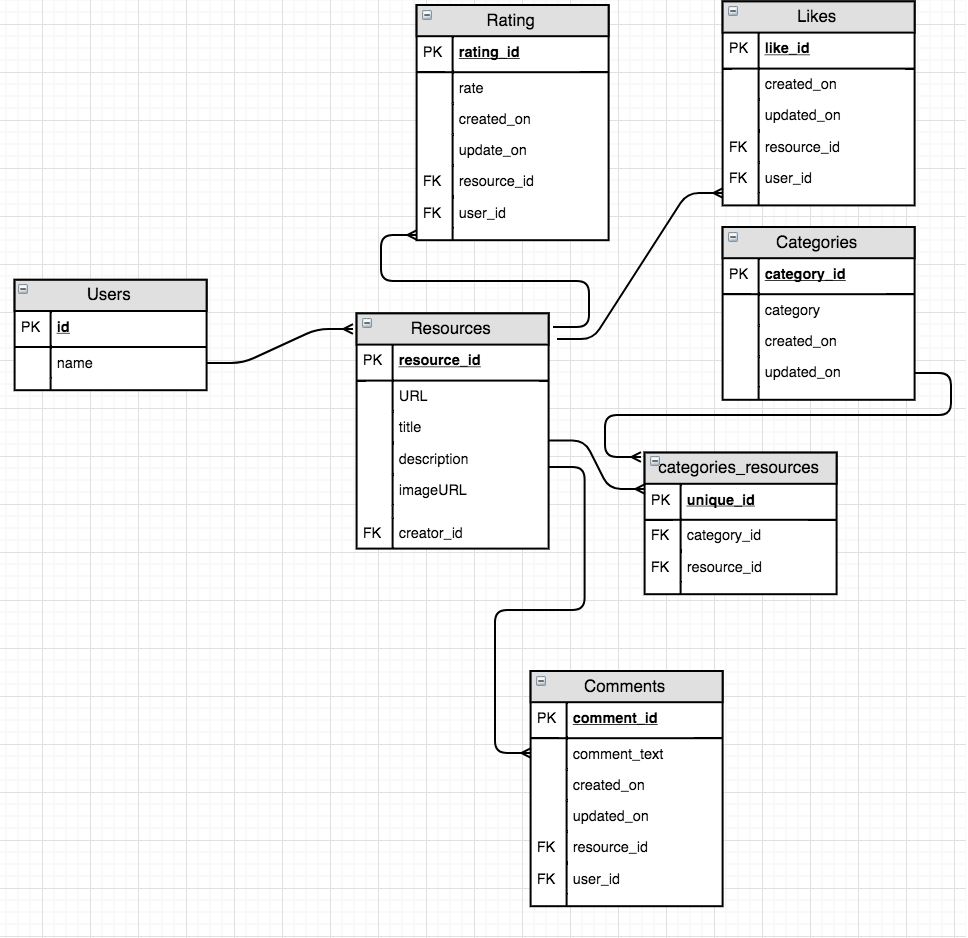 Rating
PK rating_id
rate
created_on
update_on
FK resource_id
FK user_id
Likes
PK like_id
created_on
updated_on
FK resource_id
FK user_id
Categories
PK category_id
category
created_on
updated_on
Users
PK id
name
Resources
PK resource_id
URL
title
description
imageURL
FK creator_id
categories_resources
PK unique_id
FK category_id
FK resource_id
Comments
PK comment_id
comment_text
created_on
updated_on
FK resource_id
FK user_id